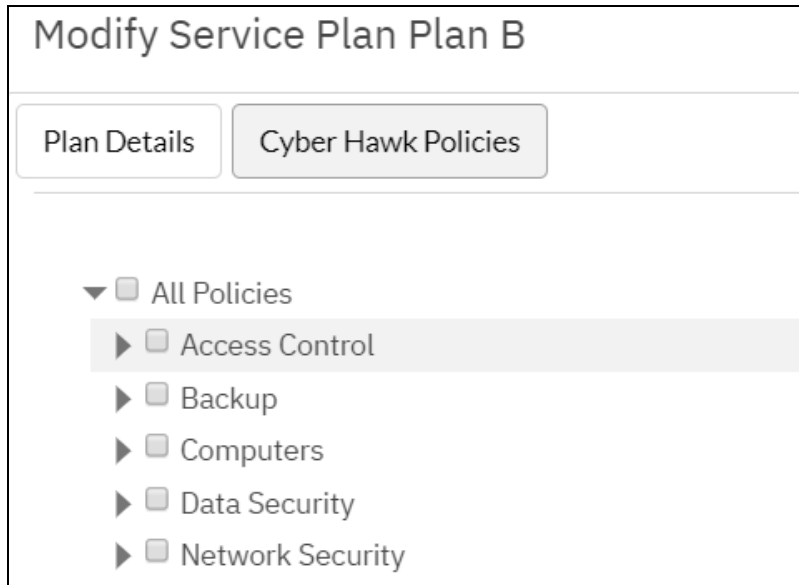 Modify Service Plan Plan B
Plan Details Cyber Hawk Policies
All Policies
Access Control
Backup
Computers
Data Security
Network Security